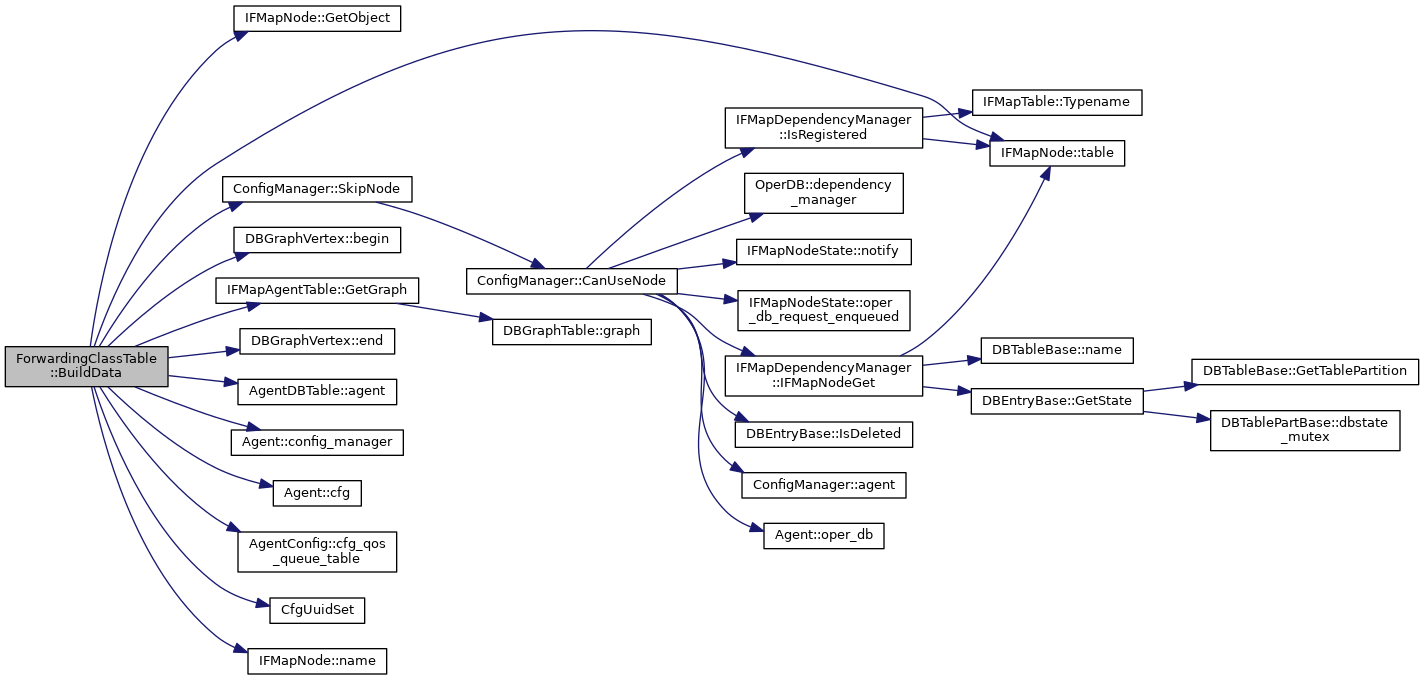 IFMapNode::GetObject
IFMapTable::Typename
IFMapDependencyManager
::IsRegistered
IFMapNode::table
ConfigManager::SkipNode
OperDB::dependency
_manager
DBGraphVertex::begin
IFMapNodeState::notify
ConfigManager::CanUseNode
IFMapAgentTable::GetGraph
IFMapNodeState::oper
_db_request_enqueued
DBGraphTable::graph
DBGraphVertex::end
DBTableBase::name
ForwardingClassTable
::BuildData
IFMapDependencyManager
::IFMapNodeGet
DBTableBase::GetTablePartition
AgentDBTable::agent
DBEntryBase::GetState
DBTablePartBase::dbstate
_mutex
Agent::config_manager
DBEntryBase::IsDeleted
ConfigManager::agent
Agent::cfg
Agent::oper_db
AgentConfig::cfg_qos
_queue_table
CfgUuidSet
IFMapNode::name